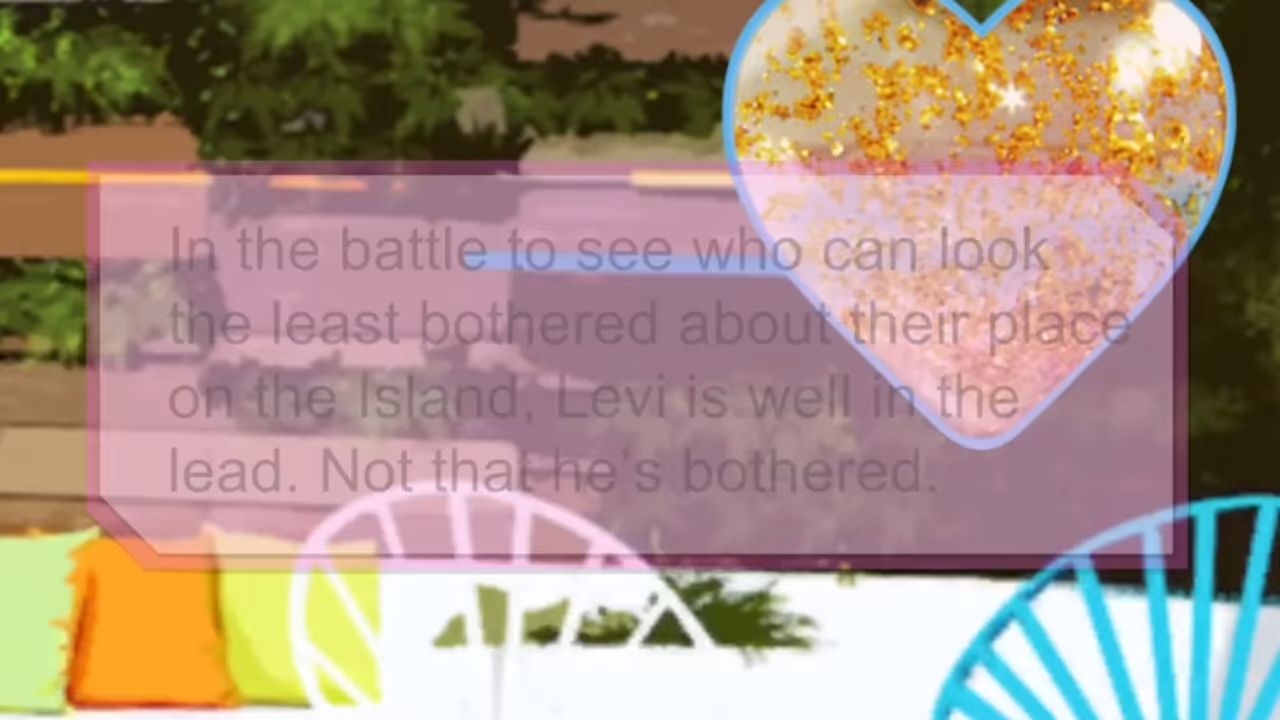 In the battle to see who can look
the least bothered about their place
on the Island, Levi is well in the
lead. Not that he's bothered.